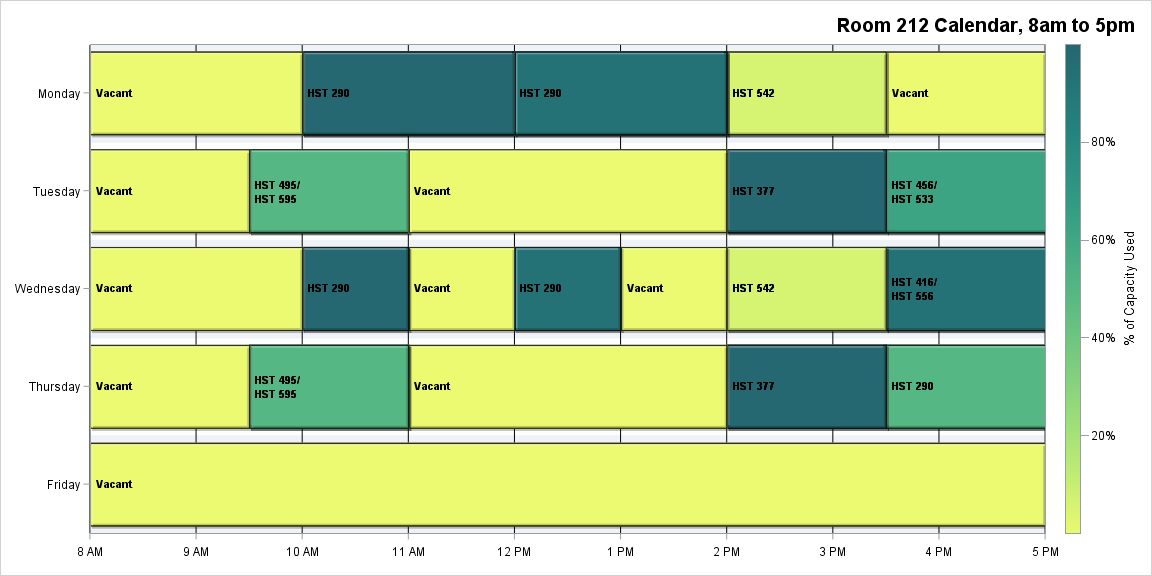 Room 212 Calendar, 8am to 5pm
Monday
Vacant
HST 290
HST 290
HST 542
Vacant
Tuesday
Vacant
HST 495/
HST 595
Vacant
HST 377
HST 456/
HST 533
Wednesday
Vacant
HST 290
Vacant
HST 290
Vacant
HST 542
HST 416/
HST 556
Thursday
Vacant
HST 495/
HST 595
Vacant
HST 377
HST 290
Friday
Vacant
8 AM
9 AM
10 AM
11 AM
12 PM
1 PM
2 PM
3 PM
4 PM
5 PM
80%
60%
40%
20%
% of Capacity Used